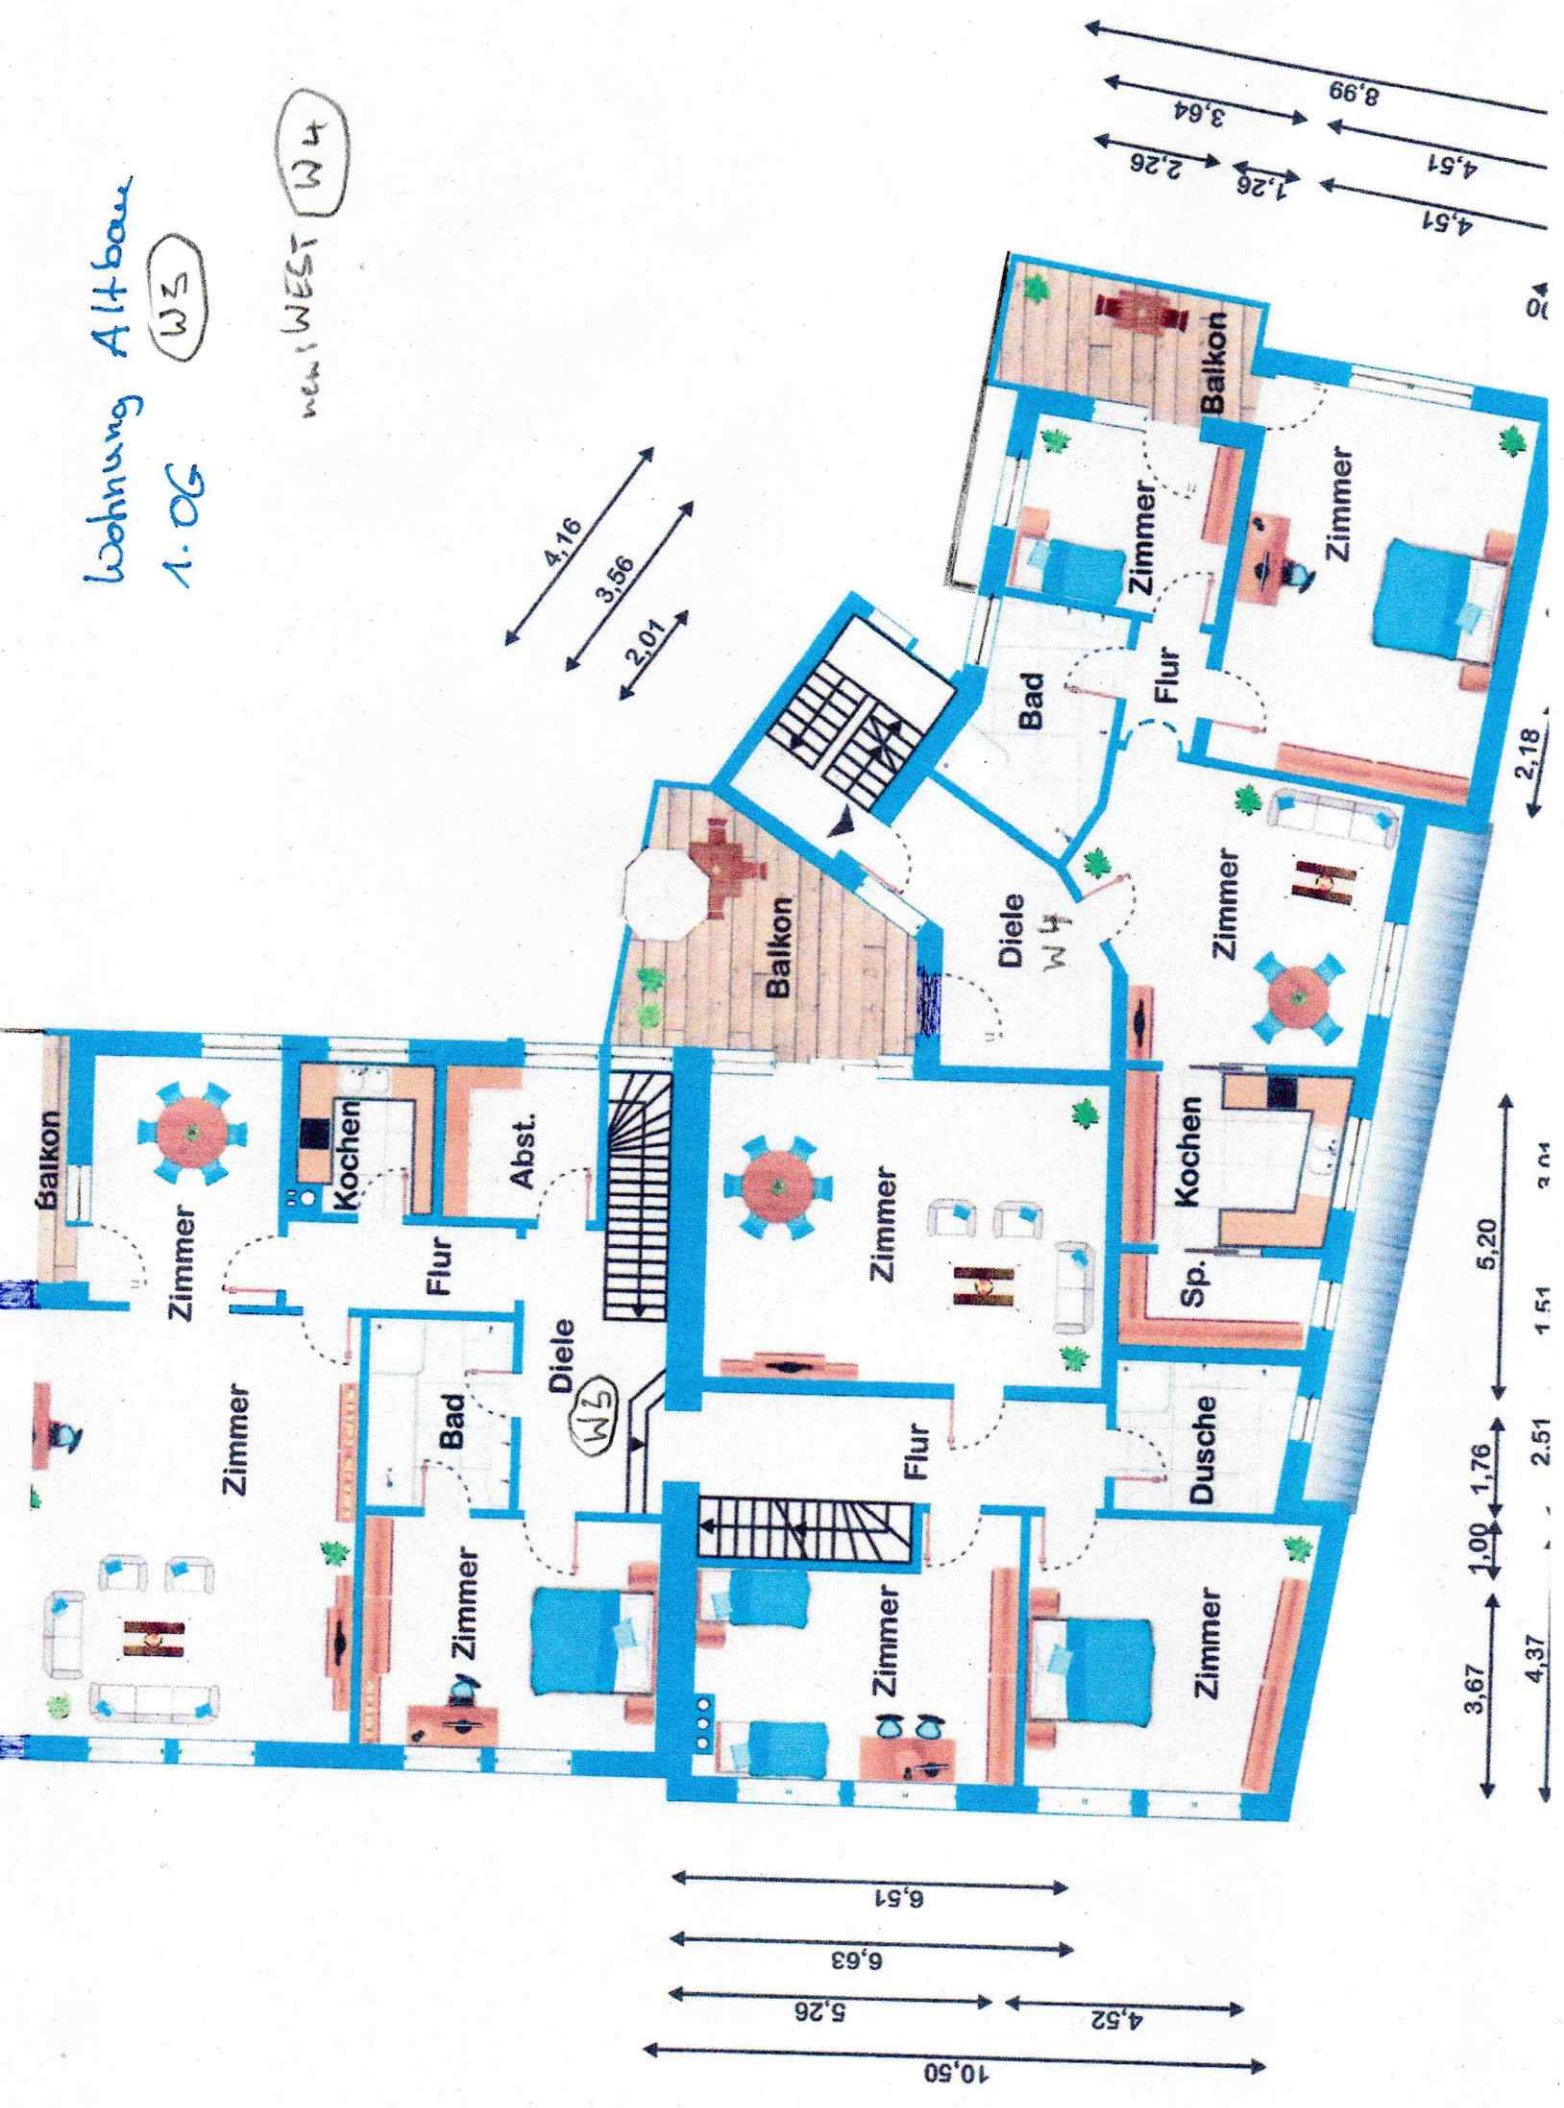 Wohnung Altbau
1. OG W3
neu/WEST W4
Balkon
Zimmer
Kochen
Abst.
Flur
Zimmer
Bad
Diele
W3
Zimmer
Balkon
Zimmer
Flur
Zimmer
Zimmer
Dusche
Sp.
Kochen
Zimmer
Diele
W4
Bad
Flur
Zimmer
Zimmer
Balkon
4,16
3,56
2,01
8,99
3,64
4,51
2,26
1,26
4,51
2,18
5,20
1,76
1,00
3,67
3,01
1,51
2,51
4,37
6,51
6,63
5,26
4,52
10,50